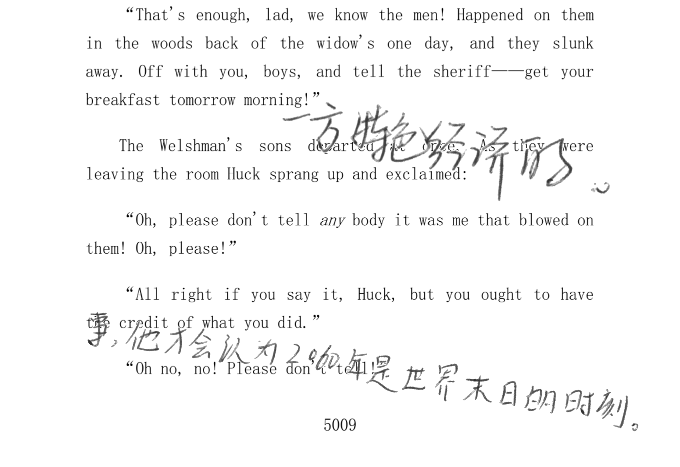 “That's enough, lad, we know the men! Happened on them
in the woods back of the widow's one day, and they slunk
away. Off with you, boys, and tell the sheriff——get your
breakfast tomorrow morning!”
一方特色经济的。
The Welshman's sons departed at once. As they were
leaving the room Huck sprang up and exclaimed:
“Oh, please don't tell any body it was me that blowed on
them! Oh, please!”
“All right if you say it, Huck, but you ought to have
the credit of what you did.”
事,他才会认为2060年是世界末日的时刻。
“Oh no, no! Please don't tell!”
5009